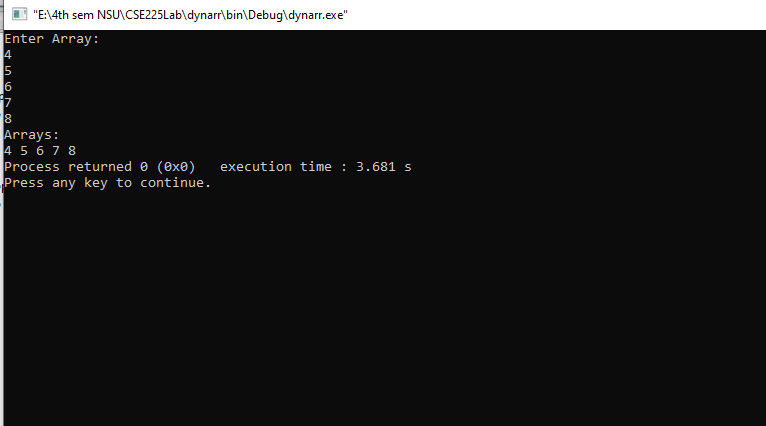 "E:\4th sem NSU\CSE225Lab\dynarr\bin\Debug\dynarr.exe"
Enter Array:
4
5
6
7
8
Arrays:
4 5 6 7 8
Process returned 0 (0x0)   execution time : 3.681 s
Press any key to continue.